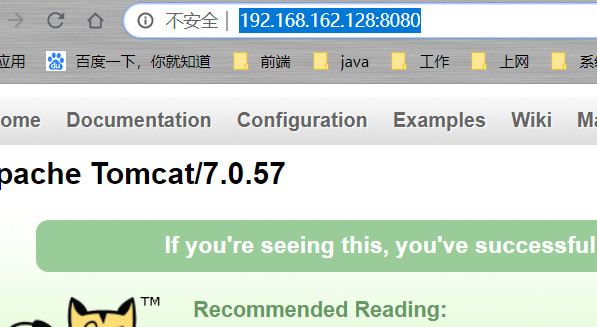 不安全 | 192.168.162.128:8080
应用 百度一下，你就知道 前端 java 工作 上网 系
ome Documentation Configuration Examples Wiki Ma
pache Tomcat/7.0.57
If you're seeing this, you've successful
TM
Recommended Reading: